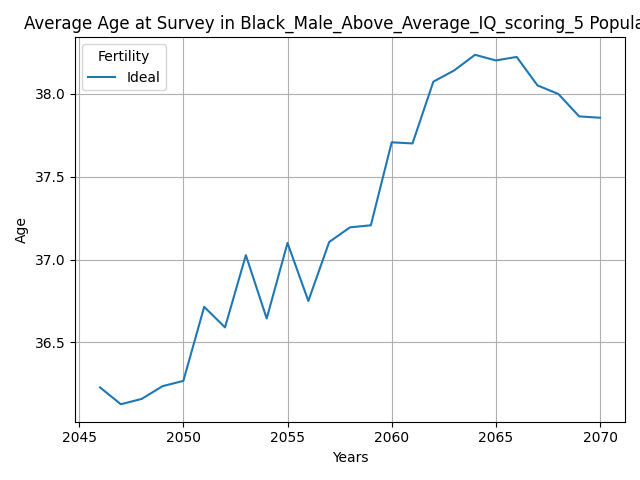 Average Age at Survey in Black_Male_Above_Average_IQ_scoring_5 Popula
Fertility
Ideal
Age
38.0
37.5
37.0
36.5
2045 2050 2055 2060 2065 2070
Years